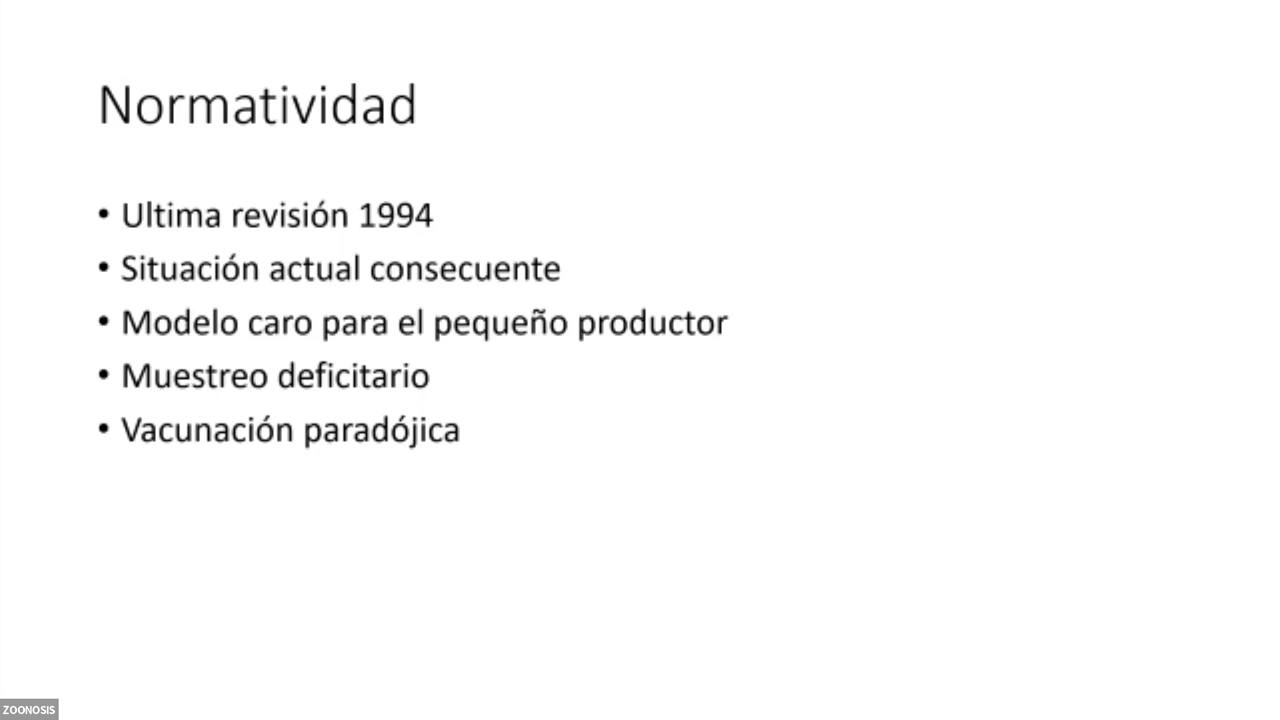 Normatividad
• Ultima revisión 1994
• Situación actual consecuente
• Modelo caro para el pequeño productor
• Muestreo deficitario
• Vacunación paradójica
ZOONOSIS